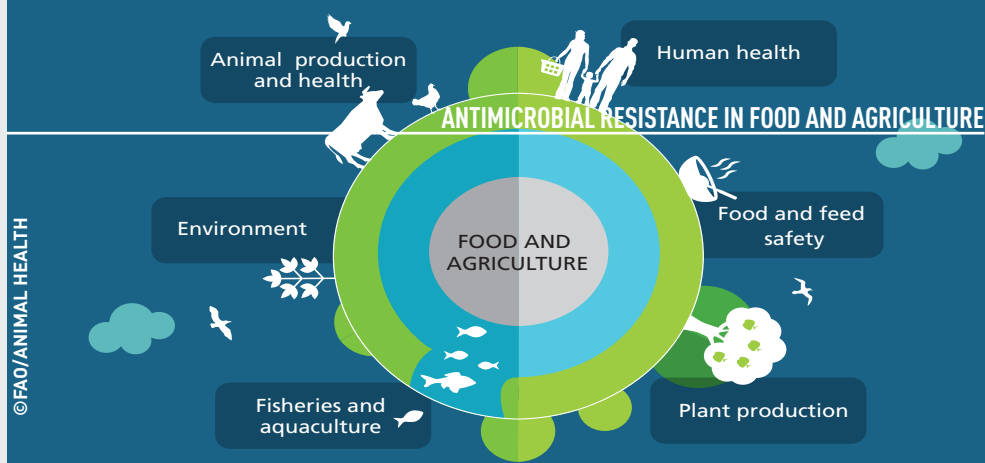 Animal production
and health
Human health
ANTIMICROBIAL RESISTANCE IN FOOD AND AGRICULTURE
Environment
FOOD AND
AGRICULTURE
Food and feed
safety
Fisheries and
aquaculture
Plant production
©FAO/ANIMAL HEALTH